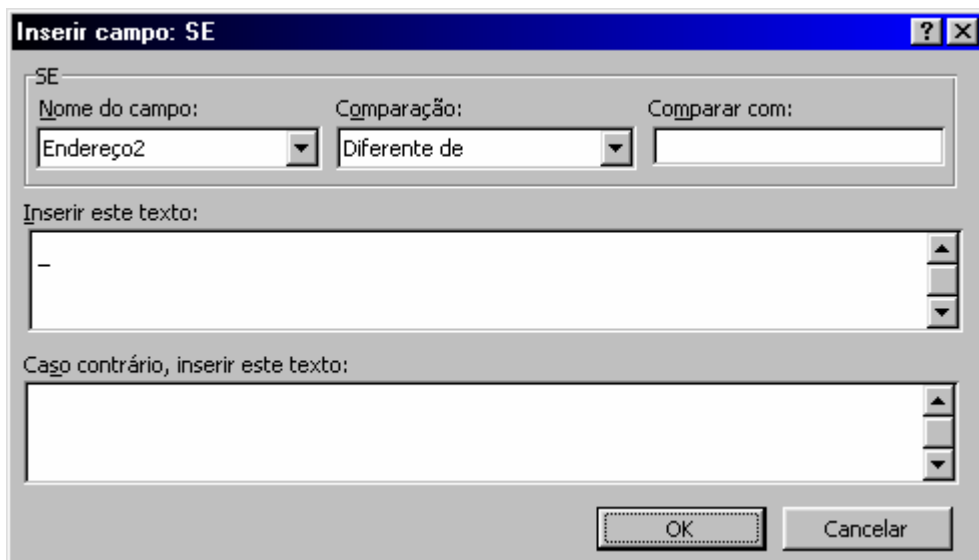 Inserir campo: SE
SE
Nome do campo: Comparação: Comparar com:
Endereço2 Diferente de
Inserir este texto:
_
Caso contrário, inserir este texto:
OK Cancelar